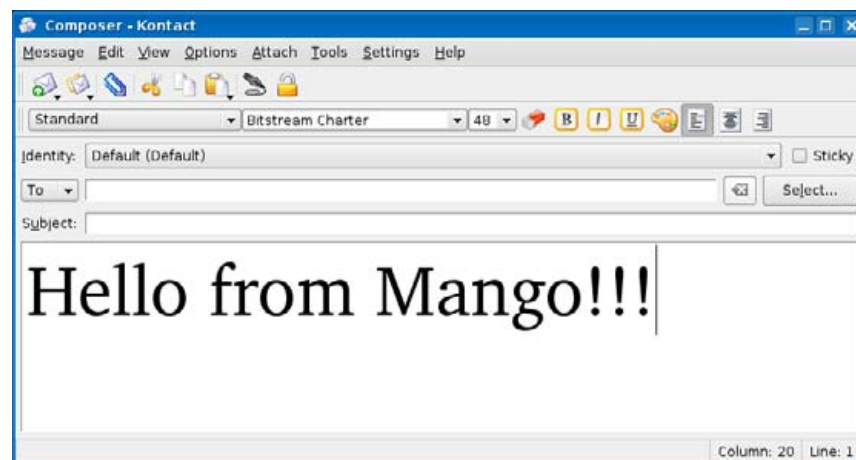 Composer - Kontact
Message Edit View Options Attach Tools Settings Help
Standard Bitstream Charter 48 B I U
Identity: Default (Default) Sticky
To Select...
Subject:
Hello from Mango!!!
Column: 20 Line: 1